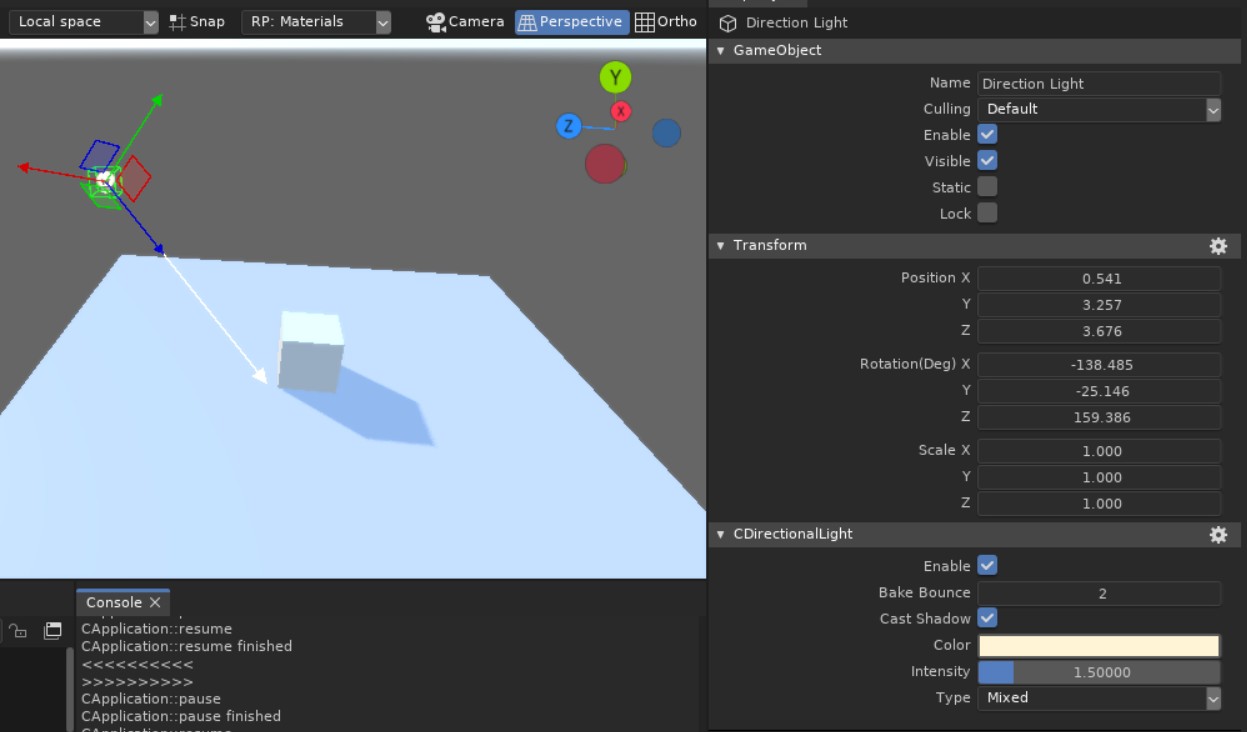 Local space
Snap
RP: Materials
Camera
Perspective
Ortho
Y
X
Z
Direction Light
GameObject
Name Direction Light
Culling Default
Enable
Visible
Static
Lock
Transform
Position X 0.541
Y 3.257
Z 3.676
Rotation(Deg) X -138.485
Y -25.146
Z 159.386
Scale X 1.000
Y 1.000
Z 1.000
CDirectionalLight
Enable
Bake Bounce 2
Cast Shadow
Color
Intensity 1.50000
Type Mixed
Console
CApplication::resume
CApplication::resume finished
<<<<<<<<<<
>>>>>>>>>>
CApplication::pause
CApplication::pause finished